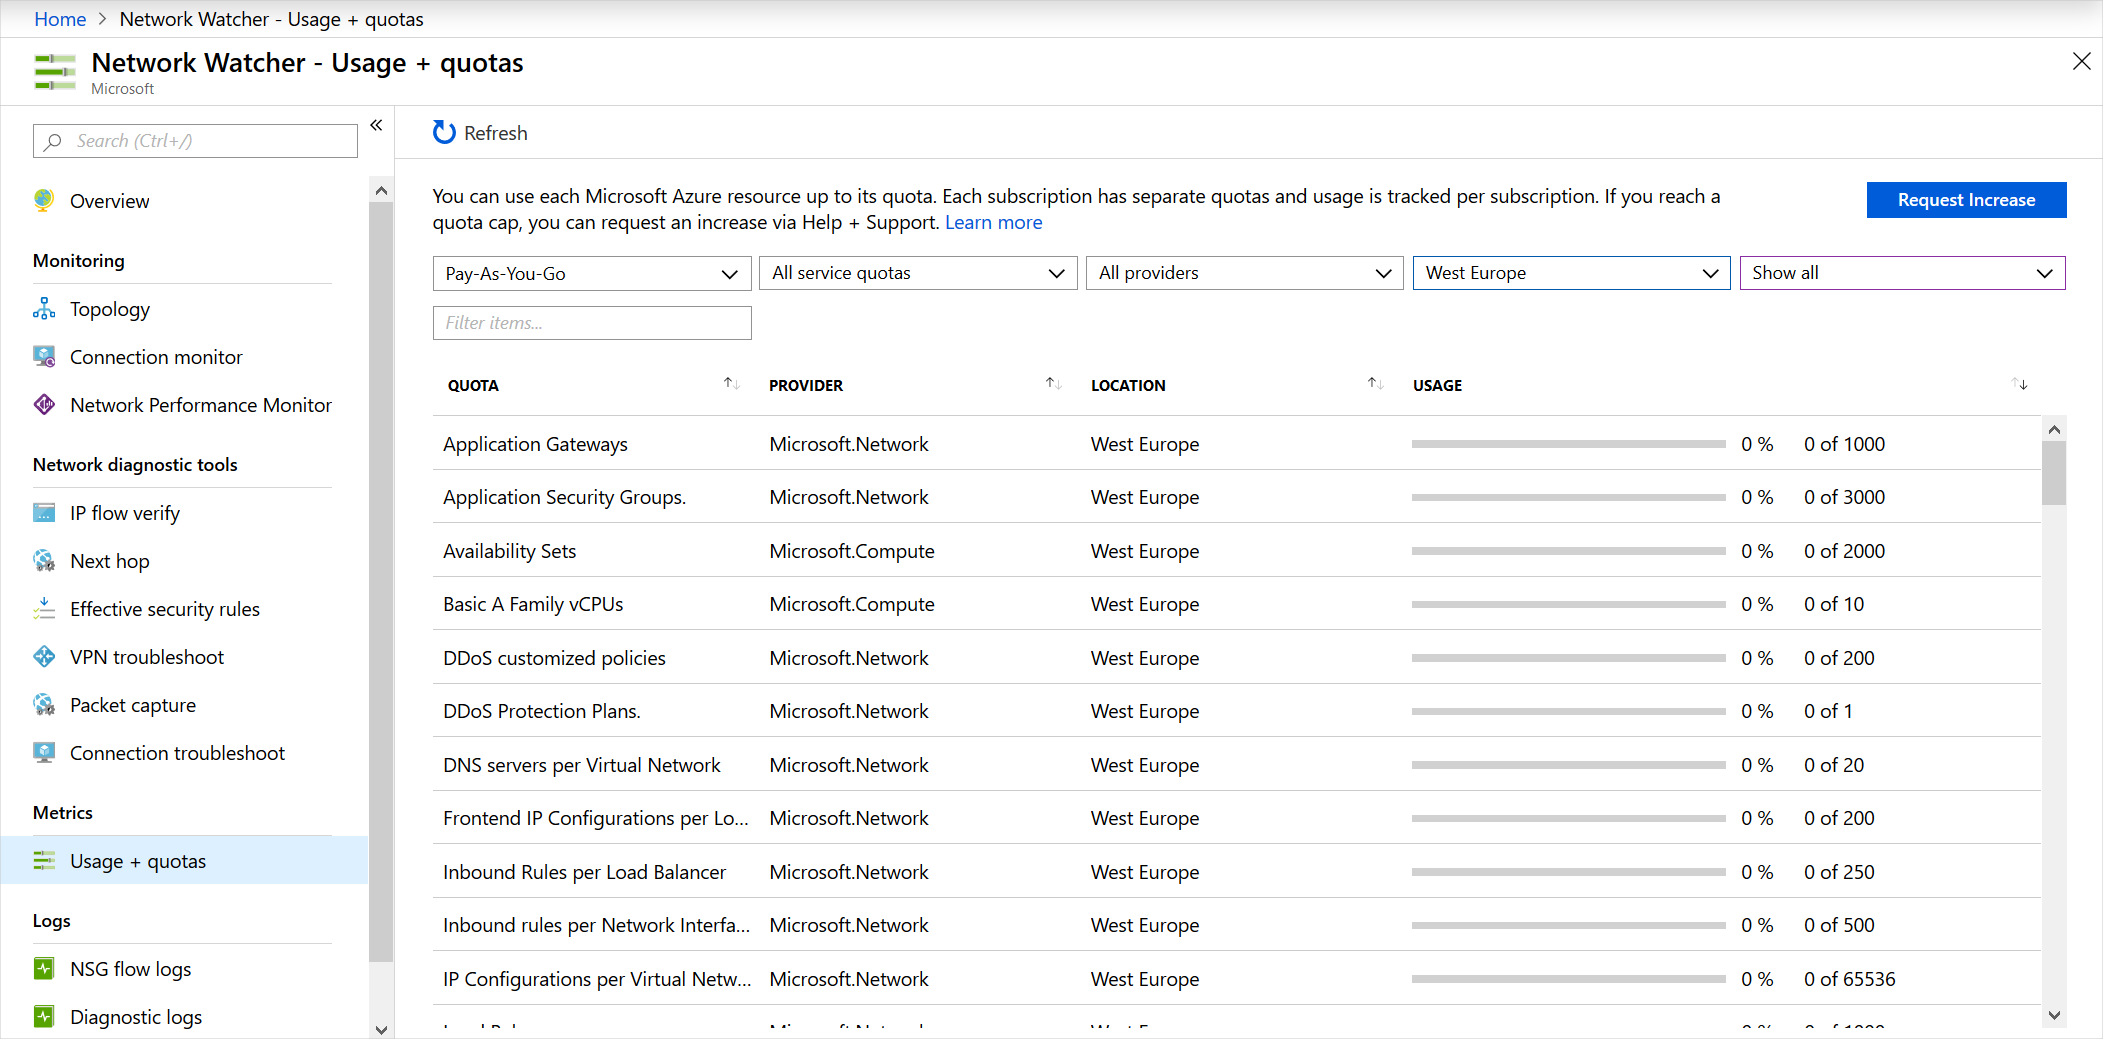 Home > Network Watcher - Usage + quotas
Network Watcher - Usage + quotas
Microsoft
Search (Ctrl+/)
«
Overview
Monitoring
Topology
Connection monitor
Network Performance Monitor
Network diagnostic tools
IP flow verify
Next hop
Effective security rules
VPN troubleshoot
Packet capture
Connection troubleshoot
Metrics
Usage + quotas
Logs
NSG flow logs
Diagnostic logs
Refresh
You can use each Microsoft Azure resource up to its quota. Each subscription has separate quotas and usage is tracked per subscription. If you reach a
quota cap, you can request an increase via Help + Support. Learn more
Request Increase
Pay-As-You-Go All service quotas All providers West Europe Show all
Filter items...
QUOTA PROVIDER LOCATION USAGE
Application Gateways Microsoft.Network West Europe 0 % 0 of 1000
Application Security Groups. Microsoft.Network West Europe 0 % 0 of 3000
Availability Sets Microsoft.Compute West Europe 0 % 0 of 2000
Basic A Family vCPUs Microsoft.Compute West Europe 0 % 0 of 10
DDoS customized policies Microsoft.Network West Europe 0 % 0 of 200
DDoS Protection Plans. Microsoft.Network West Europe 0 % 0 of 1
DNS servers per Virtual Network Microsoft.Network West Europe 0 % 0 of 20
Frontend IP Configurations per Lo... Microsoft.Network West Europe 0 % 0 of 200
Inbound Rules per Load Balancer Microsoft.Network West Europe 0 % 0 of 250
Inbound rules per Network Interfa... Microsoft.Network West Europe 0 % 0 of 500
IP Configurations per Virtual Netw... Microsoft.Network West Europe 0 % 0 of 65536